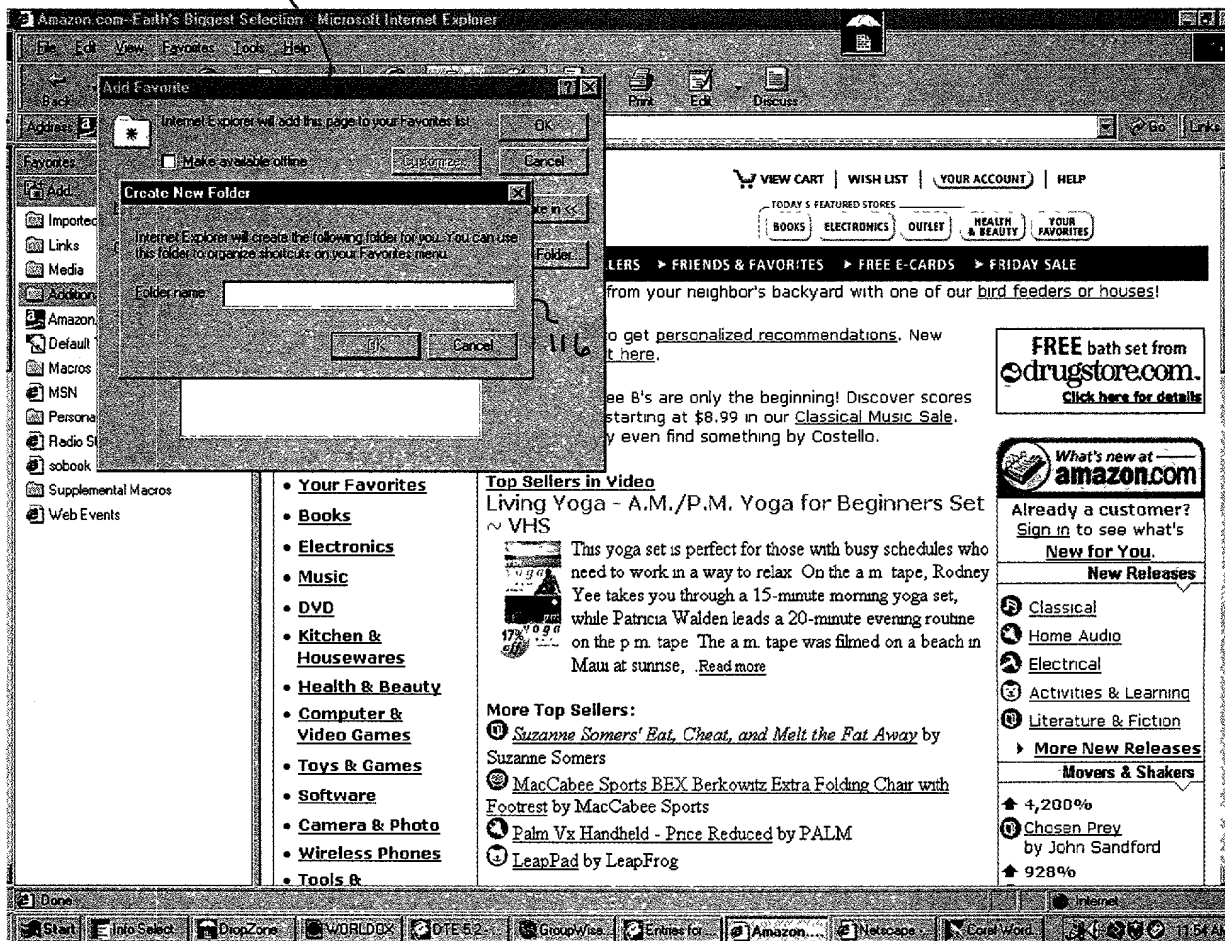 Amazon.com--Earth's Biggest Selection - Microsoft Internet Explorer
File Edit View Favorites Tools Help
Back Print Edit Discuss
Address Go Links
Add Favorite
Internet Explorer will add this page to your Favorites list
OK
Make available offline
Customize...
Cancel
in <<
Folder...
Create New Folder
Internet Explorer will create the following folder for you. You can use
this folder to organize shortcuts on your Favorites menu.
Folder name:
OK Cancel
116
Favorites
Add...
Imported
Links
Media
Addition
Amazon.
Default
Macros
MSN
Persona
Radio S
sobook
Supplemental Macros
Web Events
VIEW CART | WISH LIST | YOUR ACCOUNT | HELP
TODAY'S FEATURED STORES
BOOKS ELECTRONICS OUTLET HEALTH & BEAUTY YOUR FAVORITES
LERS FRIENDS & FAVORITES FREE E-CARDS FRIDAY SALE
from your neighbor's backyard with one of our bird feeders or houses!
o get personalized recommendations. New
t here.
ee B's are only the beginning! Discover scores
starting at $8.99 in our Classical Music Sale.
y even find something by Costello.
• Your Favorites
• Books
• Electronics
• Music
• DVD
• Kitchen &
Housewares
• Health & Beauty
• Computer &
Video Games
• Toys & Games
• Software
• Camera & Photo
• Wireless Phones
• Tools &
Top Sellers in Video
Living Yoga - A.M./P.M. Yoga for Beginners Set
~ VHS
yoga
yoga
17%
off
This yoga set is perfect for those with busy schedules who
need to work in a way to relax. On the a.m. tape, Rodney
Yee takes you through a 15-minute morning yoga set,
while Patricia Walden leads a 20-minute evening routine
on the p.m. tape. The a.m. tape was filmed on a beach in
Maui at sunrise, .Read more
More Top Sellers:
Suzanne Somers' Eat, Cheat, and Melt the Fat Away by
Suzanne Somers
MacCabee Sports BEX Berkowitz Extra Folding Chair with
Footrest by MacCabee Sports
Palm Vx Handheld - Price Reduced by PALM
LeapPad by LeapFrog
FREE bath set from
drugstore.com.
Click here for details
What's new at
amazon.com
Already a customer?
Sign in to see what's
New for You.
New Releases
Classical
Home Audio
Electrical
Activities & Learning
Literature & Fiction
More New Releases
Movers & Shakers
4,200%
Chosen Prey
by John Sandford
928%
Done Internet
Start Info Select DropZone WORLDOX DTE 5.2 GroupWise... Entries for ... Amazon.... Netscape - Corel Word... 11:54 AM